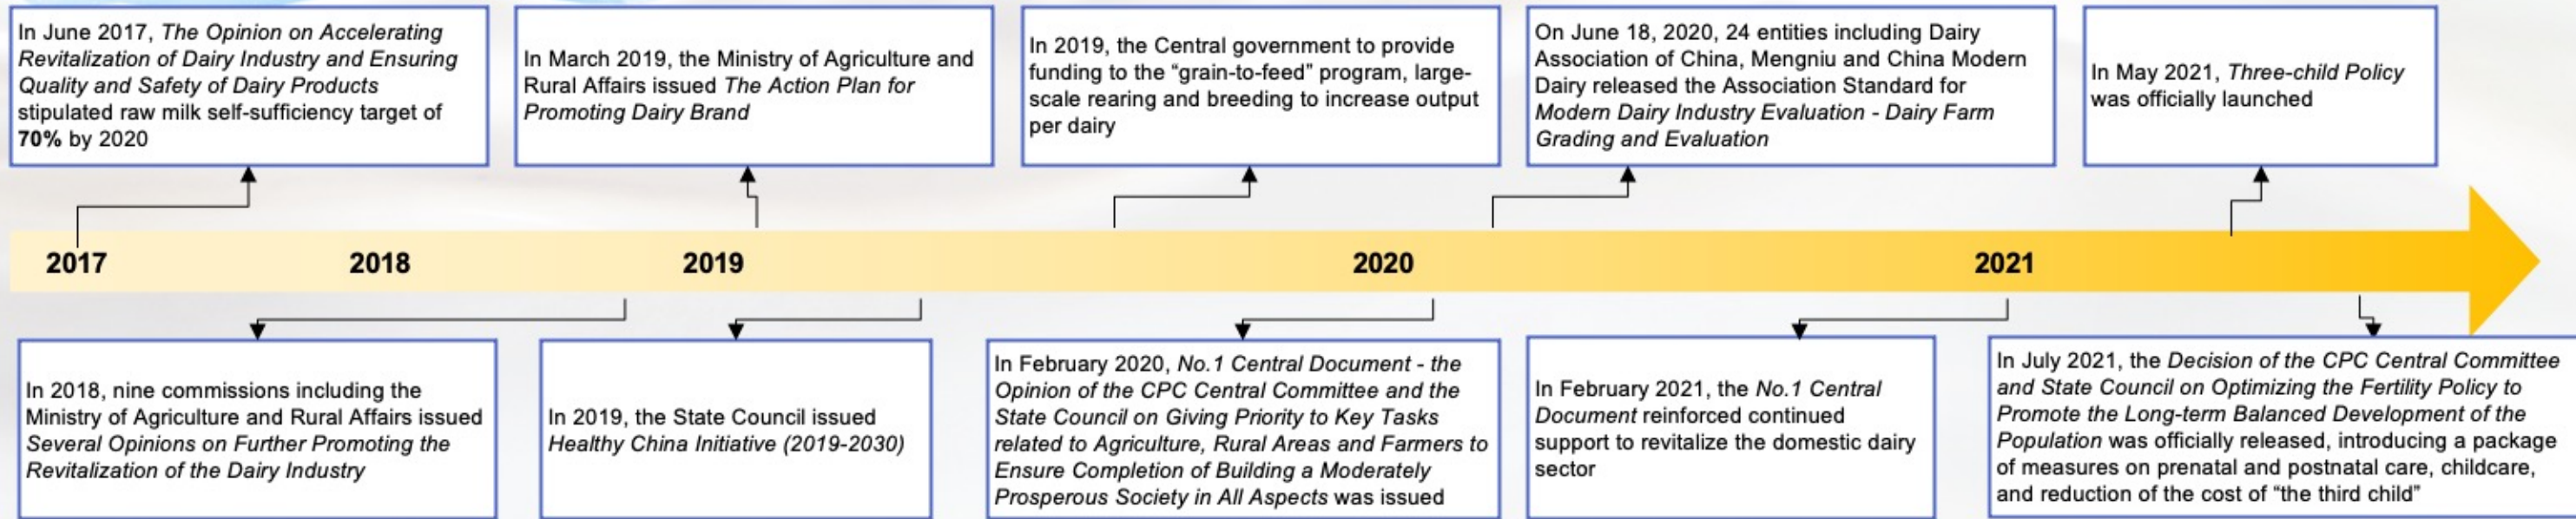 In June 2017, The Opinion on Accelerating
Revitalization of Dairy Industry and Ensuring
Quality and Safety of Dairy Products
stipulated raw milk self-sufficiency target of
70% by 2020
In March 2019, the Ministry of Agriculture and
Rural Affairs issued The Action Plan for
Promoting Dairy Brand
In 2019, the Central government to provide
funding to the “grain-to-feed” program, large-
scale rearing and breeding to increase output
per dairy
On June 18, 2020, 24 entities including Dairy
Association of China, Mengniu and China Modern
Dairy released the Association Standard for
Modern Dairy Industry Evaluation - Dairy Farm
Grading and Evaluation
In May 2021, Three-child Policy
was officially launched
2017 2018 2019 2020 2021
In 2018, nine commissions including the
Ministry of Agriculture and Rural Affairs issued
Several Opinions on Further Promoting the
Revitalization of the Dairy Industry
In 2019, the State Council issued
Healthy China Initiative (2019-2030)
In February 2020, No.1 Central Document - the
Opinion of the CPC Central Committee and the
State Council on Giving Priority to Key Tasks
related to Agriculture, Rural Areas and Farmers to
Ensure Completion of Building a Moderately
Prosperous Society in All Aspects was issued
In February 2021, the No.1 Central
Document reinforced continued
support to revitalize the domestic dairy
sector
In July 2021, the Decision of the CPC Central Committee
and State Council on Optimizing the Fertility Policy to
Promote the Long-term Balanced Development of the
Population was officially released, introducing a package
of measures on prenatal and postnatal care, childcare,
and reduction of the cost of “the third child”